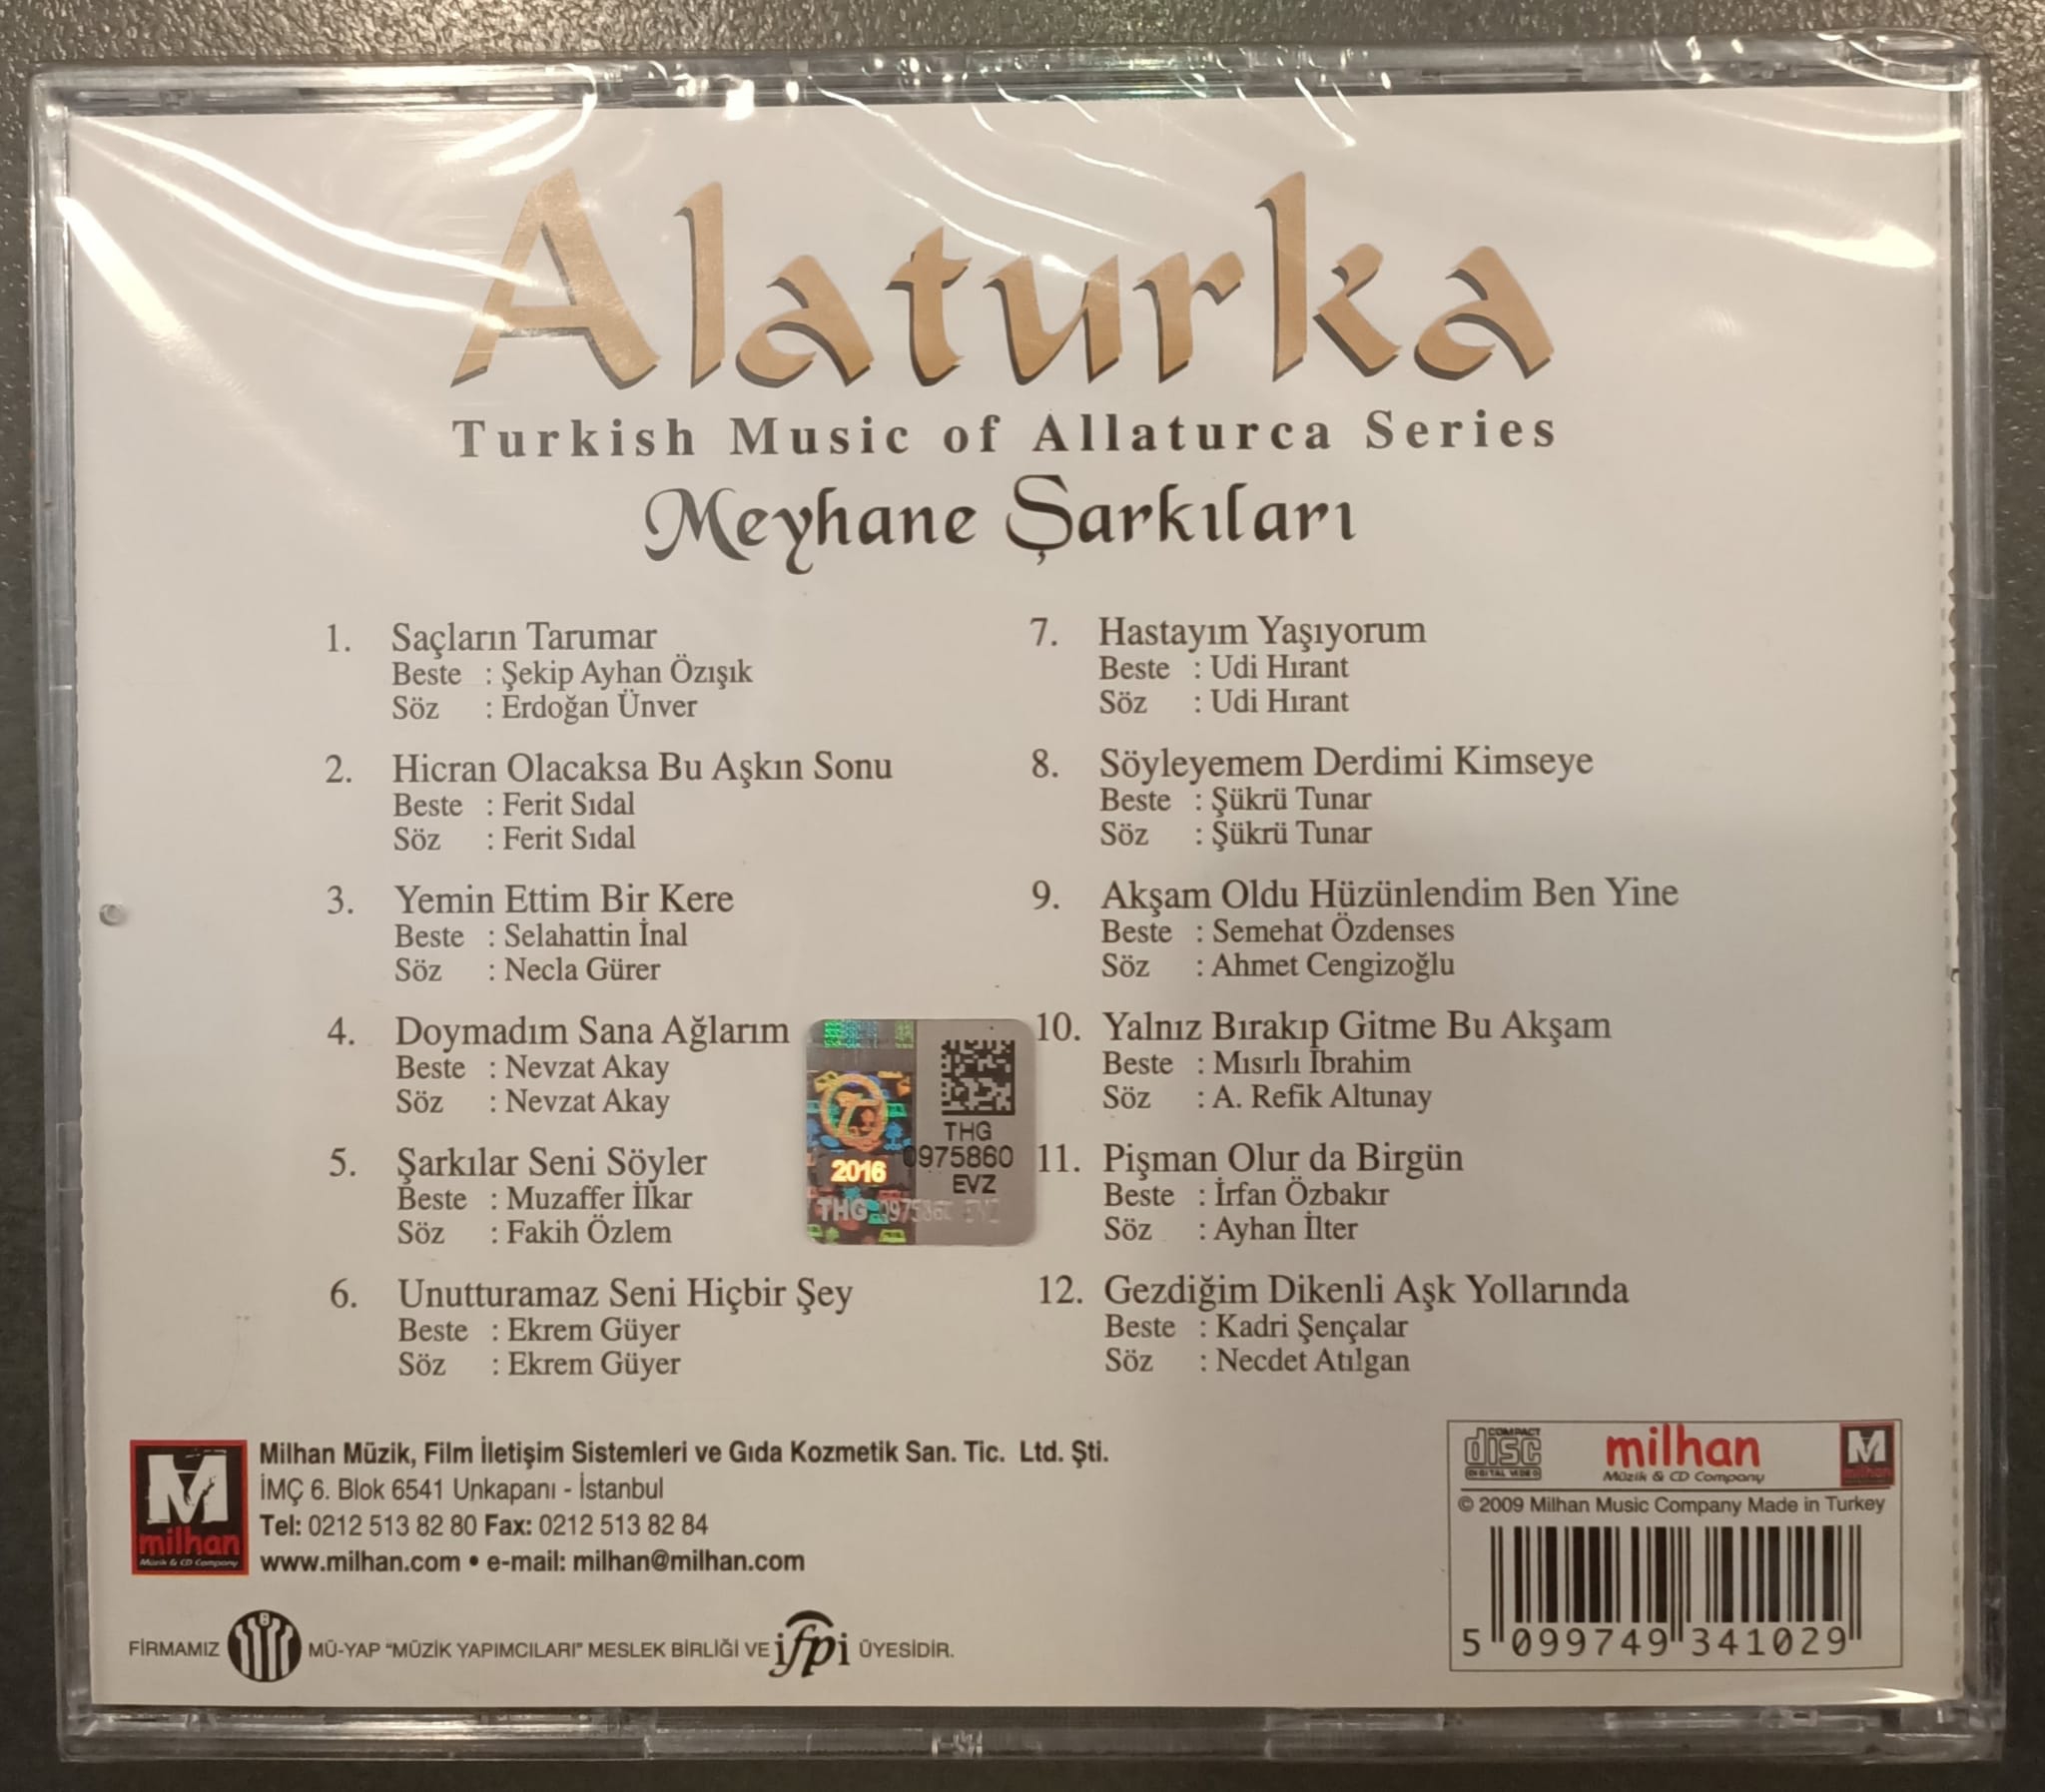 Alaturka
Turkish Music of Allaturca Series
Meyhane Şarkıları
1. Saçların Tarumar
Beste : Şekip Ayhan Özışık
Söz : Erdoğan Ünver
2. Hicran Olacaksa Bu Aşkın Sonu
Beste : Ferit Sıdal
Söz : Ferit Sıdal
3. Yemin Ettim Bir Kere
Beste : Selahattin İnal
Söz : Necla Gürer
4. Doymadım Sana Ağlarım
Beste : Nevzat Akay
Söz : Nevzat Akay
5. Şarkılar Seni Söyler
Beste : Muzaffer İlkar
Söz : Fakih Özlem
6. Unutturamaz Seni Hiçbir Şey
Beste : Ekrem Güyer
Söz : Ekrem Güyer
7. Hastayım Yaşıyorum
Beste : Udi Hırant
Söz : Udi Hırant
8. Söyleyemem Derdimi Kimseye
Beste : Şükrü Tunar
Söz : Şükrü Tunar
9. Akşam Oldu Hüzünlendim Ben Yine
Beste : Semehat Özdenses
Söz : Ahmet Cengizoğlu
10. Yalnız Bırakıp Gitme Bu Akşam
Beste : Mısırlı İbrahim
Söz : A. Refik Altunay
11. Pişman Olur da Birgün
Beste : İrfan Özbakır
Söz : Ayhan İlter
12. Gezdiğim Dikenli Aşk Yollarında
Beste : Kadri Şençalar
Söz : Necdet Atılgan
THG
0975860
EVZ
2016
THG 0975860 EVZ
M
milhan
Müzik & CD Company
Milhan Müzik, Film İletişim Sistemleri ve Gıda Kozmetik San. Tic. Ltd. Şti.
İMÇ 6. Blok 6541 Unkapanı - İstanbul
Tel: 0212 513 82 80 Fax: 0212 513 82 84
www.milhan.com • e-mail: milhan@milhan.com
FİRMAMIZ MÜ-YAP "MÜZİK YAPIMCILARI" MESLEK BİRLİĞİ VE ifpi ÜYESİDİR.
COMPACT
disc
DIGITAL VIDEO
milhan
Müzik & CD Company
M
milhan
© 2009 Milhan Music Company Made in Turkey
5 099749 341029